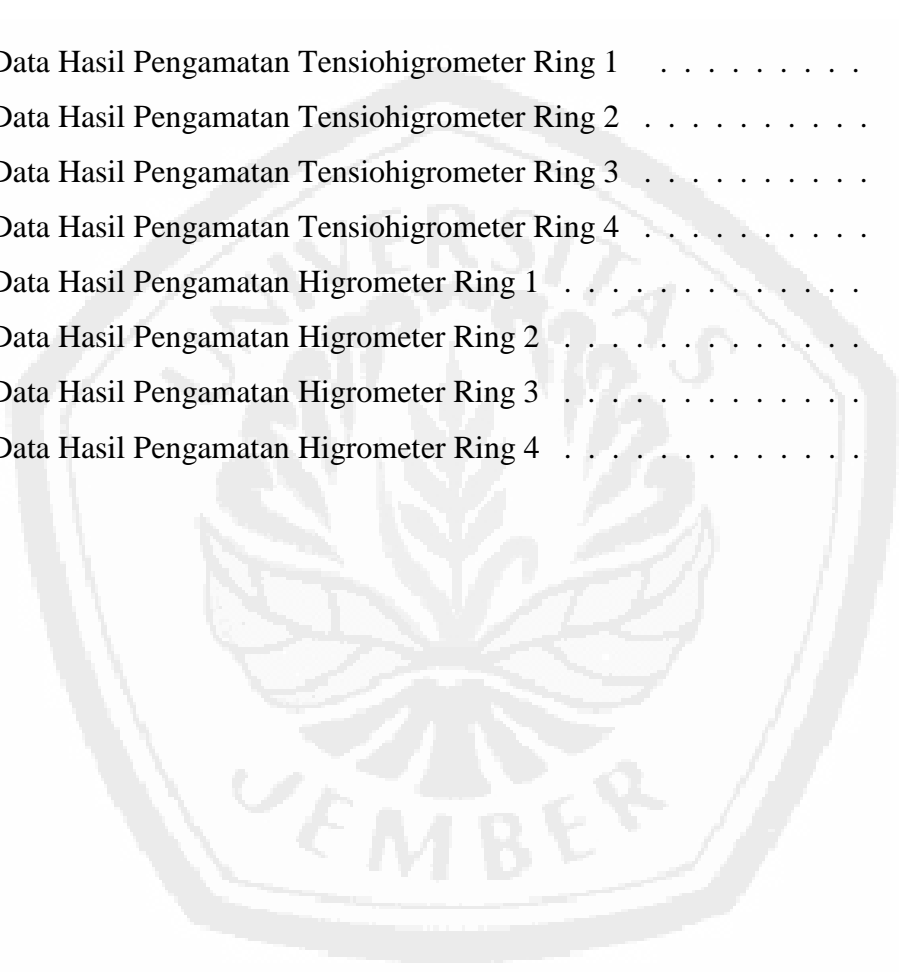 Data Hasil Pengamatan Tensiohigrometer Ring 1 . . . . . . . . .
Data Hasil Pengamatan Tensiohigrometer Ring 2 . . . . . . . . . .
Data Hasil Pengamatan Tensiohigrometer Ring 3 . . . . . . . . . .
Data Hasil Pengamatan Tensiohigrometer Ring 4 . . . . . . . . . .
Data Hasil Pengamatan Higrometer Ring 1 . . . . . . . . . . . . .
Data Hasil Pengamatan Higrometer Ring 2 . . . . . . . . . . . . .
Data Hasil Pengamatan Higrometer Ring 3 . . . . . . . . . . . . .
Data Hasil Pengamatan Higrometer Ring 4 . . . . . . . . . . . . .
UNIVERSITAS
JEMBER